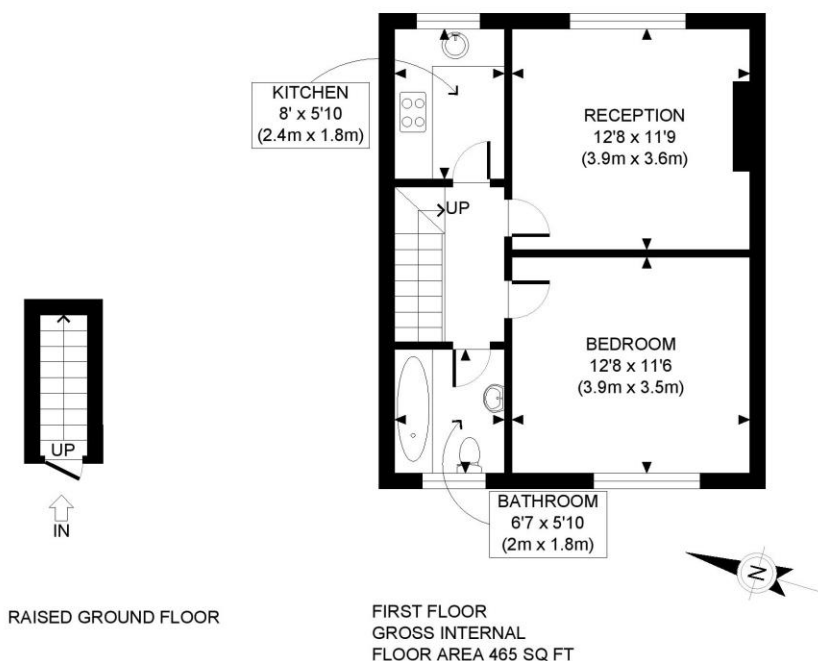 KITCHEN
8' x 5'10
(2.4m x 1.8m)
RECEPTION
12'8 x 11'9
(3.9m x 3.6m)
UP
BEDROOM
12'8 x 11'6
(3.9m x 3.5m)
UP
IN
BATHROOM
6'7 x 5'10
(2m x 1.8m)
N
RAISED GROUND FLOOR
FIRST FLOOR
GROSS INTERNAL
FLOOR AREA 465 SQ FT